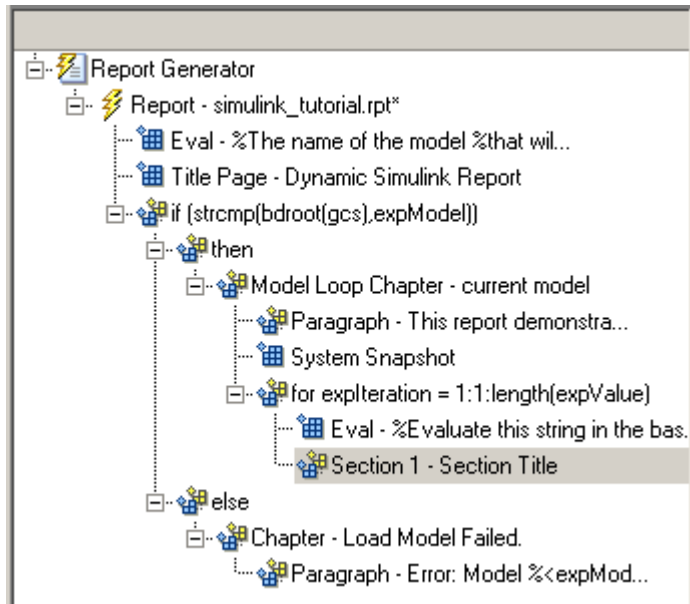 Report Generator
Report - simulink_tutorial.rpt*
Eval - %The name of the model %that wil...
Title Page - Dynamic Simulink Report
if (strcmp(bdroot(gcs),expModel))
then
Model Loop Chapter - current model
Paragraph - This report demonstra...
System Snapshot
for expIteration = 1:1:length(expValue)
Eval - %Evaluate this string in the bas.
Section 1 - Section Title
else
Chapter - Load Model Failed.
Paragraph - Error: Model %<expMod...